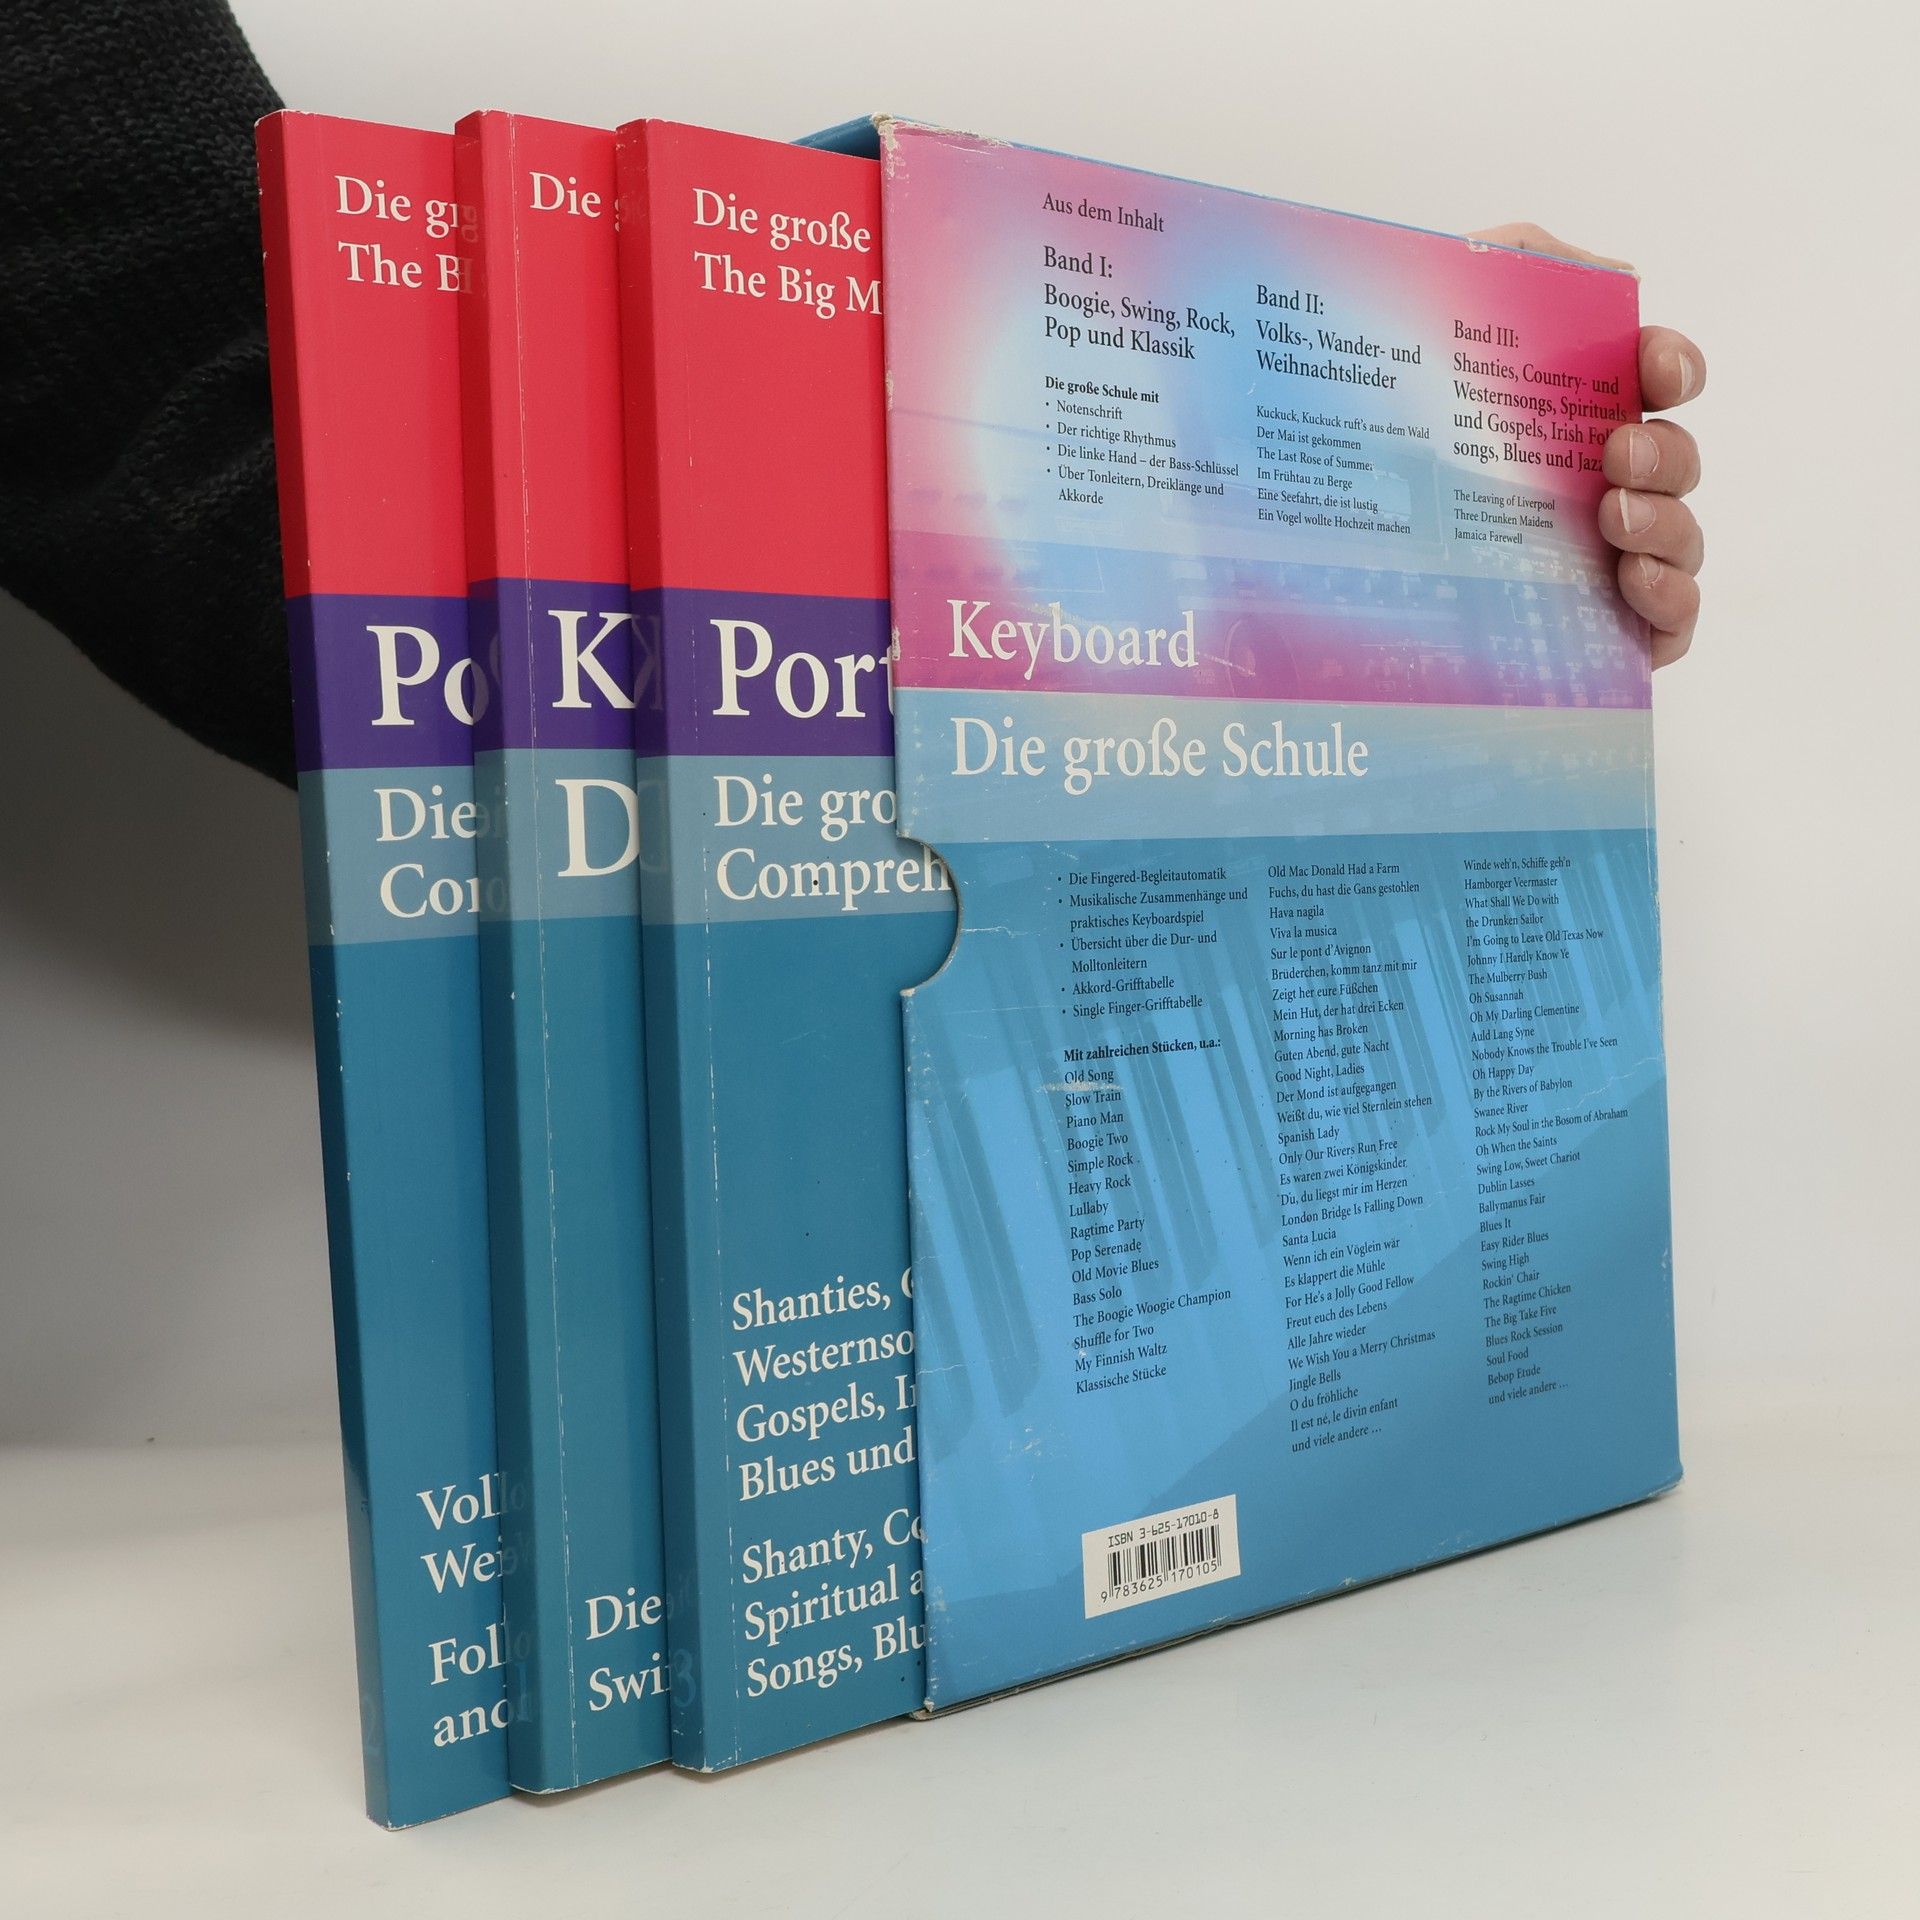 Die gr
The B
Po
Die
Con
Vol
Wei
Fol
and
2
Die g
K
D
Die
Swi
Die große
The Big M
Port
Die gro
Compreh
Shanties,
Westernso
Gospels, I
Blues und
Shanty, Co
Spiritual a
Songs, Blu
3
Aus dem Inhalt
Band I:
Boogie, Swing, Rock,
Pop und Klassik
Die große Schule mit
• Notenschrift
• Der richtige Rhythmus
• Die linke Hand – der Bass-Schlüssel
• Über Tonleitern, Dreiklänge und
Akkorde
Band II:
Volks-, Wander- und
Weihnachtslieder
Kuckuck, Kuckuck ruft's aus dem Wald
Der Mai ist gekommen
The Last Rose of Summer
Im Frühtau zu Berge
Eine Seefahrt, die ist lustig
Ein Vogel wollte Hochzeit machen
Band III:
Shanties, Country- und
Westernsongs, Spirituals
und Gospels, Irish Fol
songs, Blues und Jazz
The Leaving of Liverpool
Three Drunken Maidens
Jamaica Farewell
Keyboard
Die große Schule
• Die Fingered-Begleitautomatik
• Musikalische Zusammenhänge und
praktisches Keyboardspiel
• Übersicht über die Dur- und
Molltonleitern
• Akkord-Grifftabelle
• Single Finger-Grifftabelle
Mit zahlreichen Stücken, u.a.:
Old Song
Slow Train
Piano Man
Boogie Two
Simple Rock
Heavy Rock
Lullaby
Ragtime Party
Pop Serenade
Old Movie Blues
Bass Solo
The Boogie Woogie Champion
Shuffle for Two
My Finnish Waltz
Klassische Stücke
Old Mac Donald Had a Farm
Fuchs, du hast die Gans gestohlen
Hava nagila
Viva la musica
Sur le pont d'Avignon
Brüderchen, komm tanz mit mir
Zeigt her eure Füßchen
Mein Hut, der hat drei Ecken
Morning has Broken
Guten Abend, gute Nacht
Good Night, Ladies
Der Mond ist aufgegangen
Weißt du, wie viel Sternlein stehen
Spanish Lady
Only Our Rivers Run Free
Es waren zwei Königskinder
Du, du liegst mir im Herzen
London Bridge Is Falling Down
Santa Lucia
Wenn ich ein Vöglein wär
Es klappert die Mühle
For He's a Jolly Good Fellow
Freut euch des Lebens
Alle Jahre wieder
We Wish You a Merry Christmas
Jingle Bells
O du fröhliche
Il est né, le divin enfant
und viele andere ...
Winde weh'n, Schiffe geh'n
Hamborger Veermaster
What Shall We Do with
the Drunken Sailor
I'm Going to Leave Old Texas Now
Johnny I Hardly Know Ye
The Mulberry Bush
Oh Susannah
Oh My Darling Clementine
Auld Lang Syne
Nobody Knows the Trouble I've Seen
Oh Happy Day
By the Rivers of Babylon
Swanee River
Rock My Soul in the Bosom of Abraham
Oh When the Saints
Swing Low, Sweet Chariot
Dublin Lasses
Ballymanus Fair
Blues It
Easy Rider Blues
Swing High
Rockin' Chair
The Ragtime Chicken
The Big Take Five
Blues Rock Session
Soul Food
Bebop Etude
und viele andere ...
ISBN 3-625-17010-8
9 783625 170105